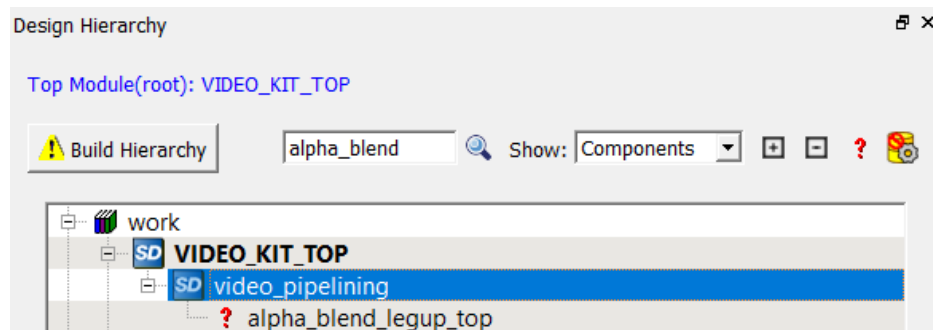 Design Hierarchy
Top Module(root): VIDEO_KIT_TOP
Build Hierarchy alpha_blend Show: Components
work
SD VIDEO_KIT_TOP
SD video_pipelining
? alpha_blend_legup_top